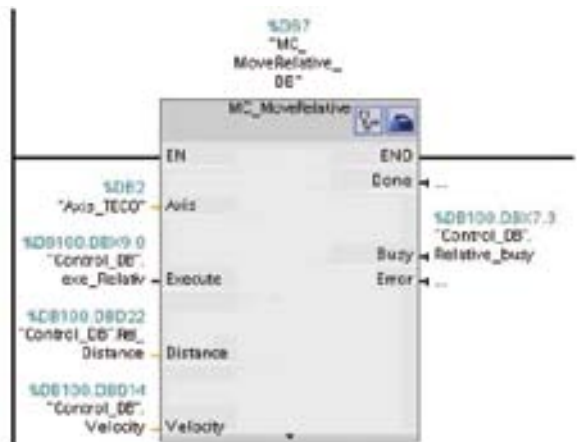 %DB7
"MC_
MoveRelative_
DB"
MC_MoveRelative
EN
ENO
Done
...
%DB2
"Axis_TECO"
Axis
%DB100.DBX9.0
"Control_DB".
exe_Relativ
Execute
%DB100.DBX7.3
"Control_DB".
Relative_busy
Busy
Error
...
%DB100.DBD22
"Control_DB".Rel_
Distance
Distance
%DB100.DBD14
"Control_DB".
Velocity
Velocity